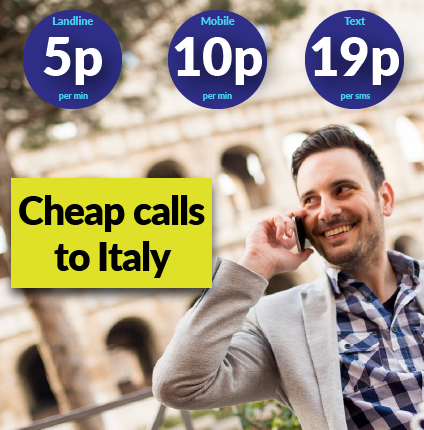 Landline
5p
per min
Mobile
10p
per min
Text
19p
per sms
Cheap calls
to Italy